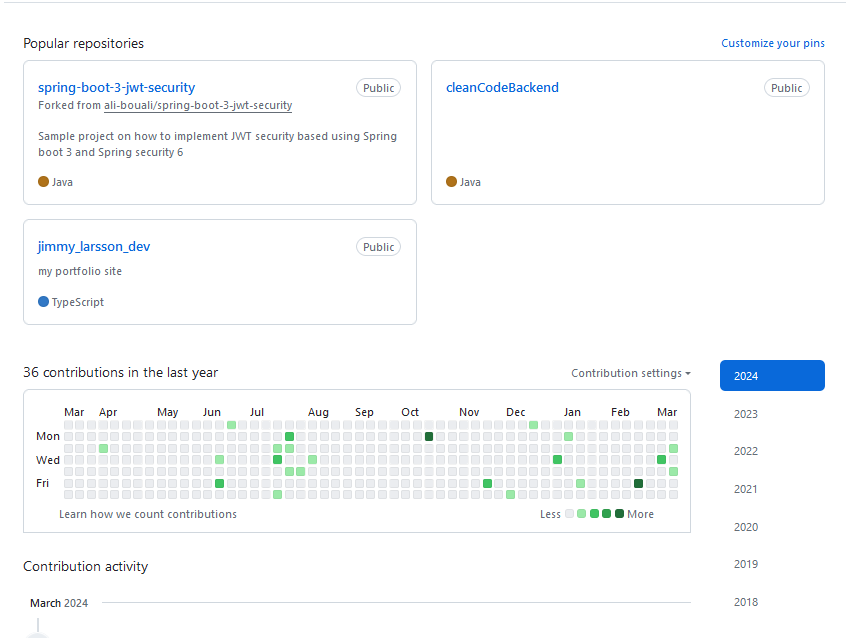 Popular repositories
Customize your pins
spring-boot-3-jwt-security
Public
Forked from ali-bouali/spring-boot-3-jwt-security
Sample project on how to implement JWT security based using Spring
boot 3 and Spring security 6
Java
cleanCodeBackend
Public
Java
jimmy_larsson_dev
Public
my portfolio site
TypeScript
36 contributions in the last year
Contribution settings
Mar Apr May Jun Jul Aug Sep Oct Nov Dec Jan Feb Mar
Mon
Wed
Fri
Learn how we count contributions
Less
More
2024
2023
2022
2021
2020
2019
2018
Contribution activity
March 2024